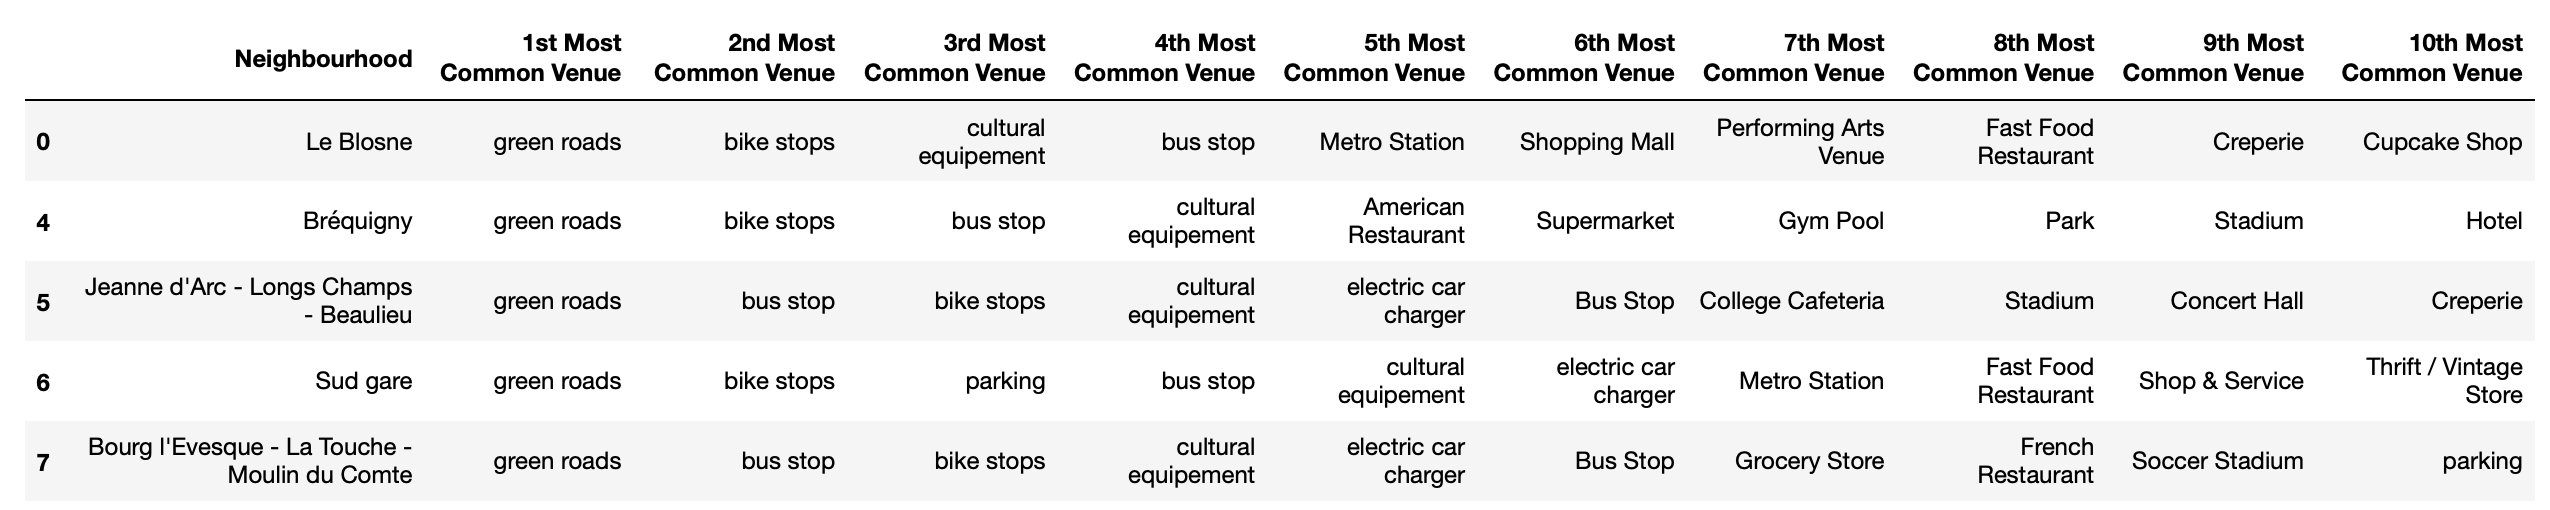 Neighbourhood 1st Most Common Venue 2nd Most Common Venue 3rd Most Common Venue 4th Most Common Venue 5th Most Common Venue 6th Most Common Venue 7th Most Common Venue 8th Most Common Venue 9th Most Common Venue 10th Most Common Venue
0 Le Blosne green roads bike stops cultural equipement bus stop Metro Station Shopping Mall Performing Arts Venue Fast Food Restaurant Creperie Cupcake Shop
4 Bréquigny green roads bike stops bus stop cultural equipement American Restaurant Supermarket Gym Pool Park Stadium Hotel
5 Jeanne d'Arc - Longs Champs - Beaulieu green roads bus stop bike stops cultural equipement electric car charger Bus Stop College Cafeteria Stadium Concert Hall Creperie
6 Sud gare green roads bike stops parking bus stop cultural equipement electric car charger Metro Station Fast Food Restaurant Shop & Service Thrift / Vintage Store
7 Bourg l'Evesque - La Touche - Moulin du Comte green roads bus stop bike stops cultural equipement electric car charger Bus Stop Grocery Store French Restaurant Soccer Stadium parking